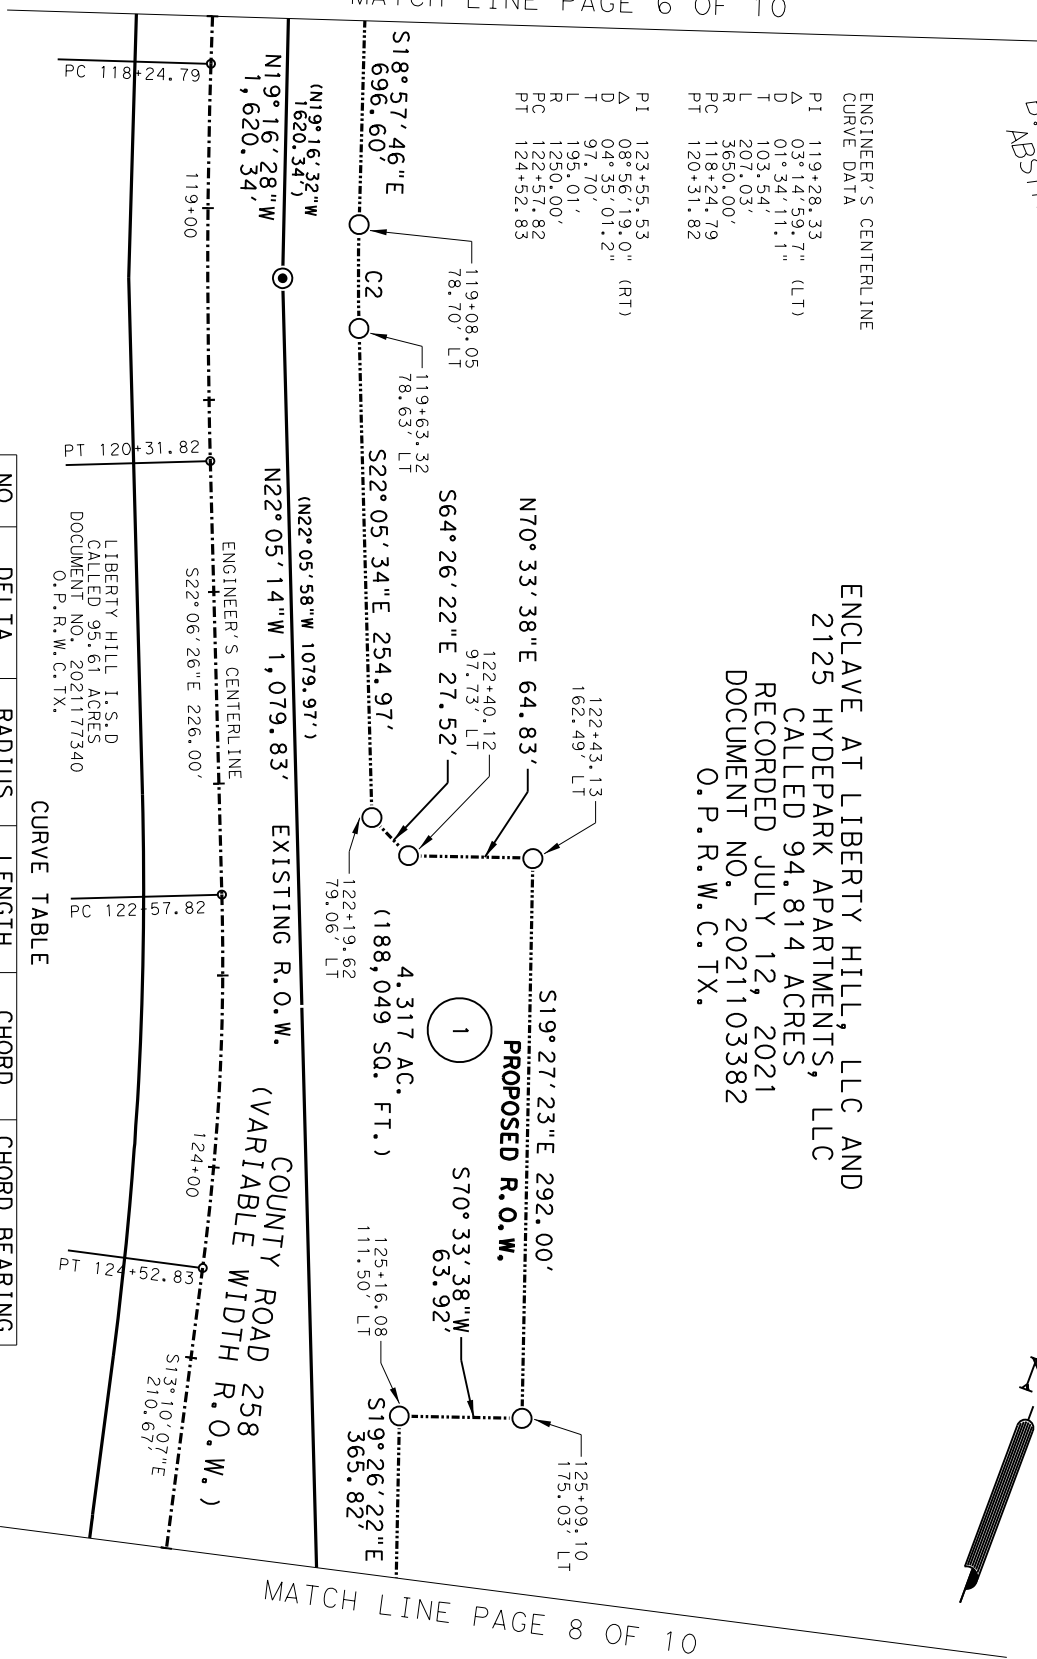 MATCH LINE PAGE 6 OF 10
ENGINEER'S CENTERLINE
CURVE DATA
PI 119+28.33
Δ 03°14'59.7" (LT)
D 01°34'11.1"
T 103.54'
L 207.03'
R 3650.00'
PC 118+24.79
PT 120+31.82
PI 123+55.53
Δ 08°56'19.0" (RT)
D 04°35'01.2"
T 97.70'
L 195.01'
R 1250.00'
PC 122+57.82
PT 124+52.83
ENCLAVE AT LIBERTY HILL, LLC AND
2125 HYDEPARK APARTMENTS, LLC
CALLED 94.814 ACRES
RECORDED JULY 12, 2021
DOCUMENT NO. 2021103382
O.P.R.W.C.TX.
S18°57'46"E
696.60'
119+08.05
78.70' LT
C2
119+63.32
78.63' LT
S22°05'34"E 254.97'
S64°26'22"E 27.52'
N70°33'38"E 64.83'
122+40.12
97.73' LT
122+43.13
162.49' LT
122+19.62
79.06' LT
S19°27'23"E 292.00'
PROPOSED R.O.W.
1
4.317 AC.
(188,049 SQ. FT.)
S70°33'38"W
63.92'
125+16.08
111.50' LT
125+09.10
175.03' LT
S19°26'22"E
365.82'
(N19°16'32"W
1620.34')
N19°16'28"W
1,620.34'
(N22°05'58"W 1079.97')
N22°05'14"W 1,079.83'
EXISTING R.O.W.
COUNTY ROAD 258
(VARIABLE WIDTH R.O.W.)
PC 118+24.79
119+00
PT 120+31.82
ENGINEER'S CENTERLINE
S22°06'26"E 226.00'
PC 122+57.82
124+00
PT 124+52.83
S13°10'07"E
210.67'
LIBERTY HILL I.S.D
CALLED 95.61 ACRES
DOCUMENT NO. 2021177340
O.P.R.W.C.TX.
CURVE TABLE
NO DELTA RADIUS LENGTH CHORD CHORD BEARING
MATCH LINE PAGE 8 OF 10